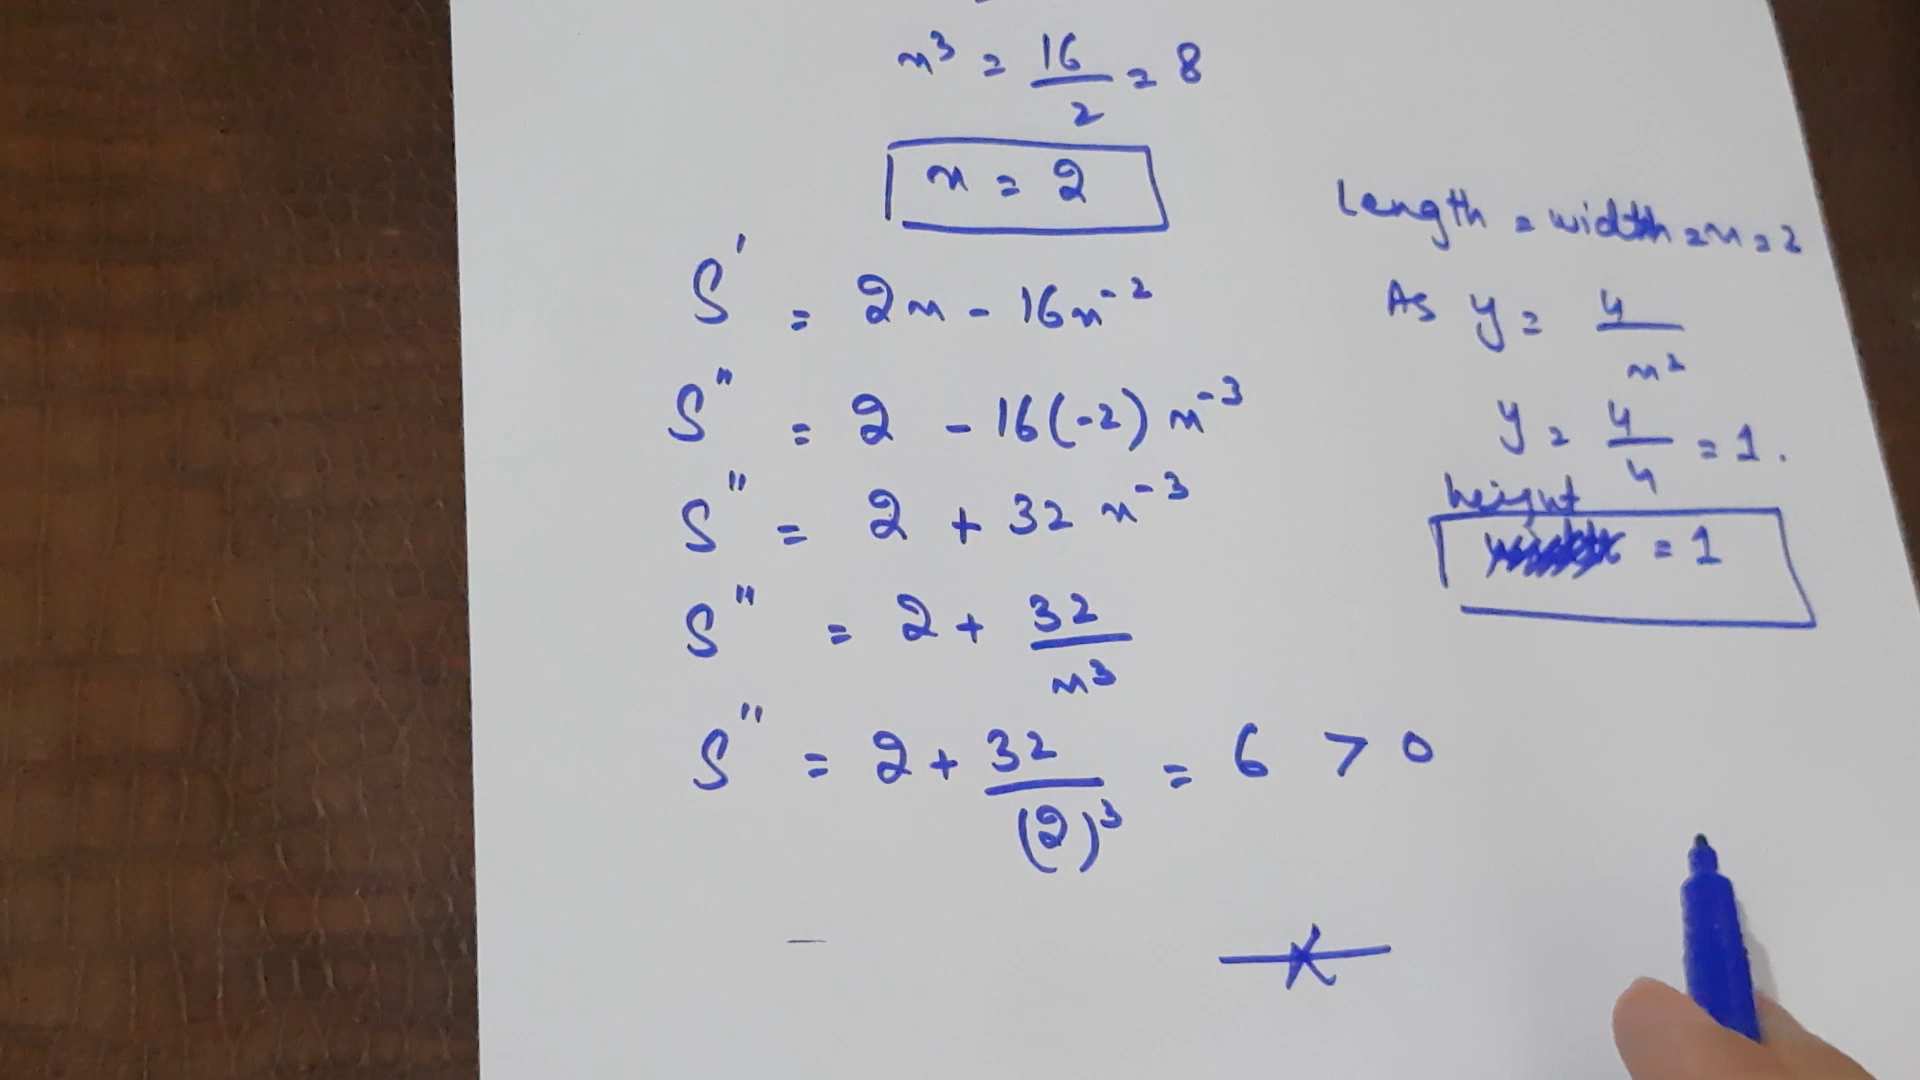 x³ = 16/2 = 8
x = 2
S' = 2x - 16x⁻²
S'' = 2 - 16(-2) x⁻³
S'' = 2 + 32 x⁻³
S'' = 2 + 32/x³
S'' = 2 + 32/(2)³ = 6 > 0
Length = width = x = 2
As y = 4/x²
y = 4/4 = 1.
height
= 1